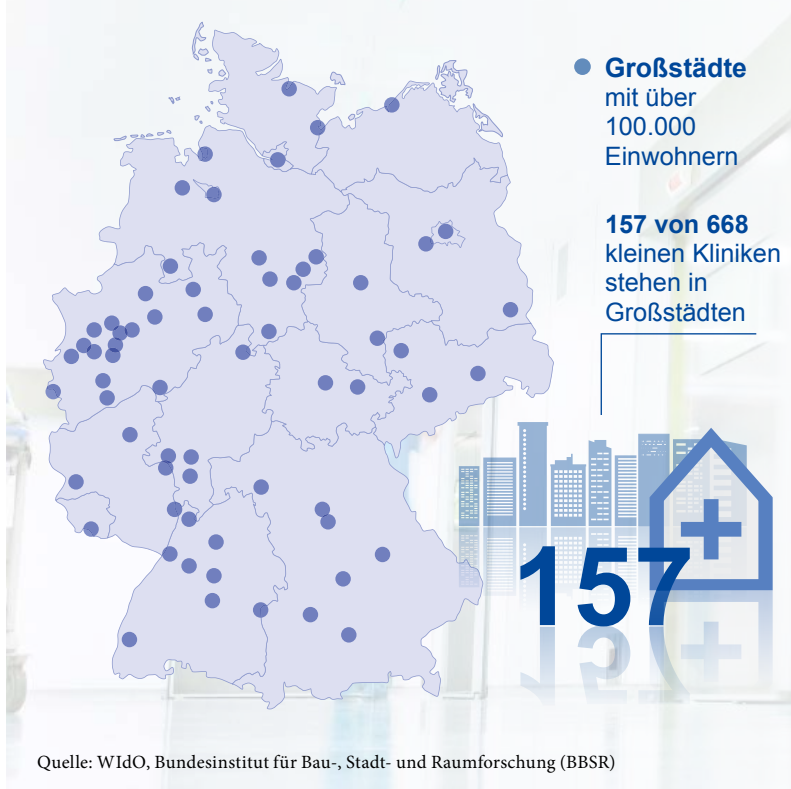 Großstädte
mit über
100.000
Einwohnern
157 von 668
kleinen Kliniken
stehen in
Großstädten
157
Quelle: WIdO, Bundesinstitut für Bau-, Stadt- und Raumforschung (BBSR)